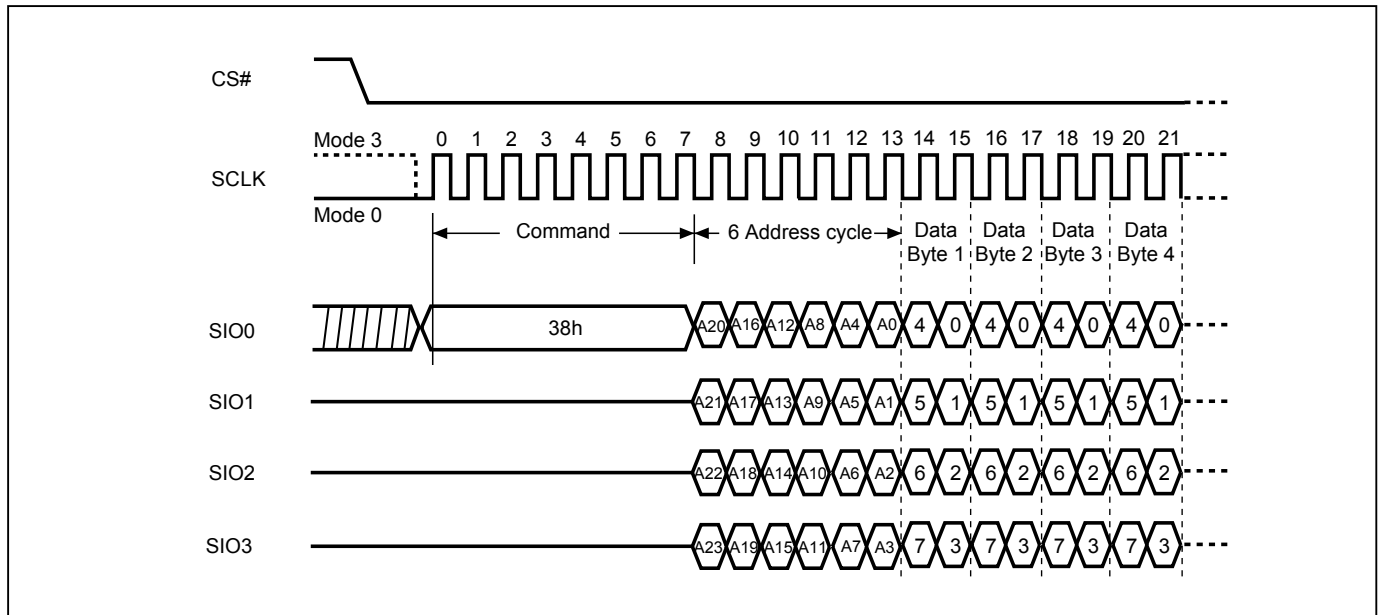 CS#
Mode 3 0 1 2 3 4 5 6 7 8 9 10 11 12 13 14 15 16 17 18 19 20 21
SCLK
Mode 0
Command 6 Address cycle Data Data Data Data
Byte 1 Byte 2 Byte 3 Byte 4
SIO0 38h A20 A16 A12 A8 A4 A0 4 0 4 0 4 0 4 0
SIO1 A21 A17 A13 A9 A5 A1 5 1 5 1 5 1 5 1
SIO2 A22 A18 A14 A10 A6 A2 6 2 6 2 6 2 6 2
SIO3 A23 A19 A15 A11 A7 A3 7 3 7 3 7 3 7 3